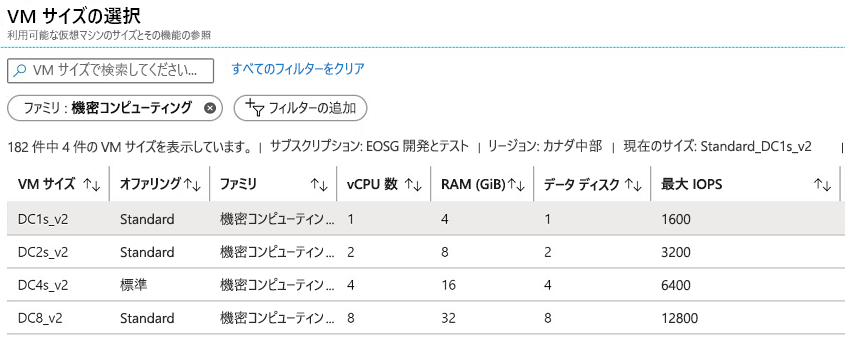 VM サイズの選択
利用可能な仮想マシンのサイズとその機能の参照
VM サイズで検索してください... すべてのフィルターをクリア
ファミリ : 機密コンピューティング フィルターの追加
182 件中 4 件の VM サイズを表示しています。 | サブスクリプション: EOSG 開発とテスト | リージョン: カナダ中部 | 現在のサイズ: Standard_DC1s_v2 |
VM サイズ オファリング ファミリ vCPU 数 RAM (GiB) データ ディスク 最大 IOPS
DC1s_v2 Standard 機密コンピューティン... 1 4 1 1600
DC2s_v2 Standard 機密コンピューティン... 2 8 2 3200
DC4s_v2 標準 機密コンピューティン... 4 16 4 6400
DC8_v2 Standard 機密コンピューティン... 8 32 8 12800